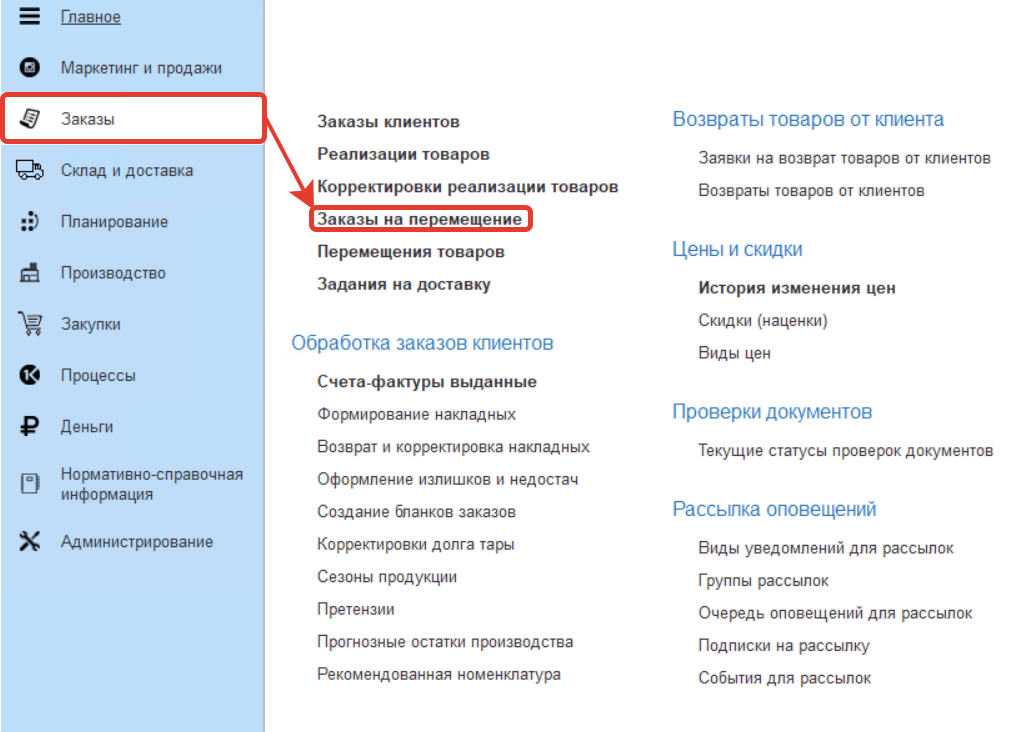 Главное
Маркетинг и продажи
Заказы
Склад и доставка
Планирование
Производство
Закупки
Процессы
Деньги
Нормативно-справочная
информация
Администрирование
Заказы клиентов
Реализации товаров
Корректировки реализации товаров
Заказы на перемещение
Перемещения товаров
Задания на доставку
Обработка заказов клиентов
Счета-фактуры выданные
Формирование накладных
Возврат и корректировка накладных
Оформление излишков и недостач
Создание бланков заказов
Корректировки долга тары
Сезоны продукции
Претензии
Прогнозные остатки производства
Рекомендованная номенклатура
Возвраты товаров от клиента
Заявки на возврат товаров от клиентов
Возвраты товаров от клиентов
Цены и скидки
История изменения цен
Скидки (наценки)
Виды цен
Проверки документов
Текущие статусы проверок документов
Рассылка оповещений
Виды уведомлений для рассылок
Группы рассылок
Очередь оповещений для рассылок
Подписки на рассылку
События для рассылок